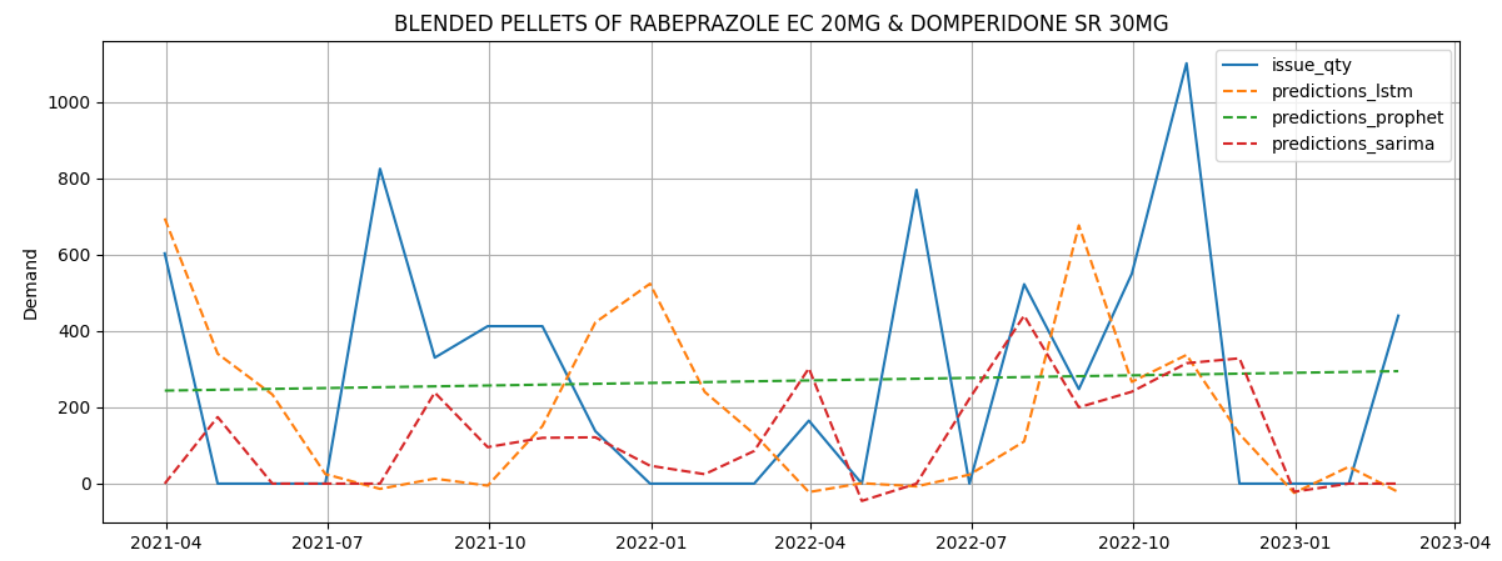 BLENDED PELLETS OF RABEPRAZOLE EC 20MG & DOMPERIDONE SR 30MG
issue_qty
predictions_lstm
predictions_prophet
predictions_sarima
Demand
1000
800
600
400
200
0
2021-04 2021-07 2021-10 2022-01 2022-04 2022-07 2022-10 2023-01 2023-04